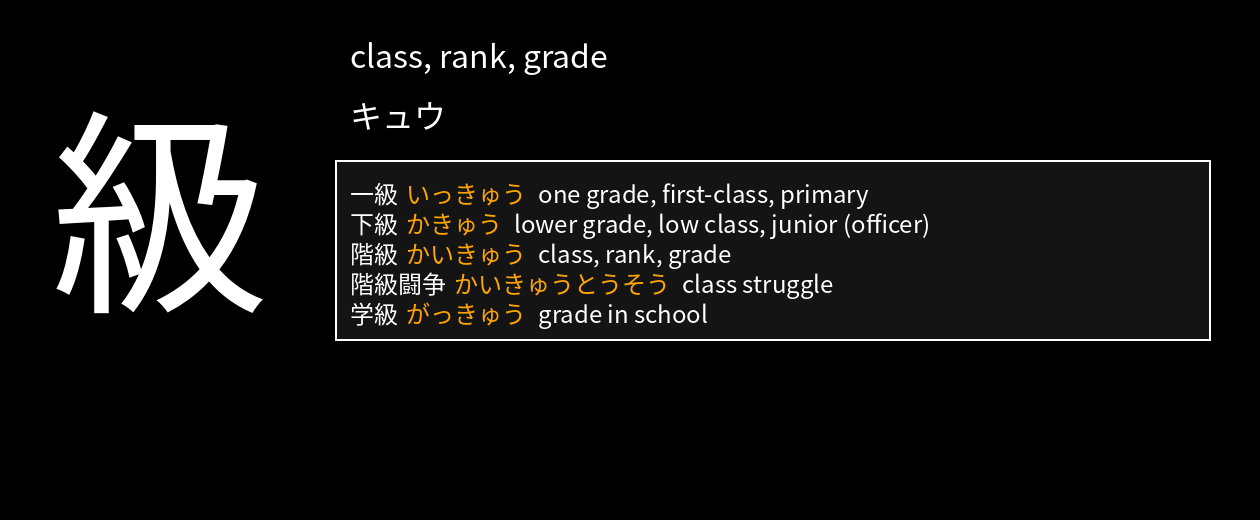 級
class, rank, grade
キュウ
一級 いっきゅう one grade, first-class, primary
下級 かきゅう lower grade, low class, junior (officer)
階級 かいきゅう class, rank, grade
階級闘争 かいきゅうとうそう class struggle
学級 がっきゅう grade in school